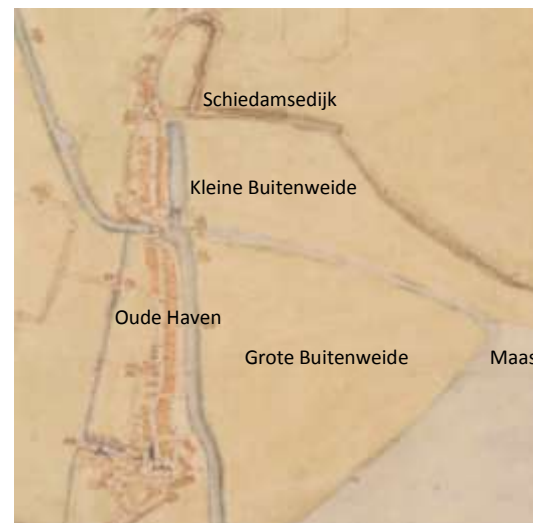 Schiedamsedijk
Kleine Buitenweide
Oude Haven
Grote Buitenweide
Maas